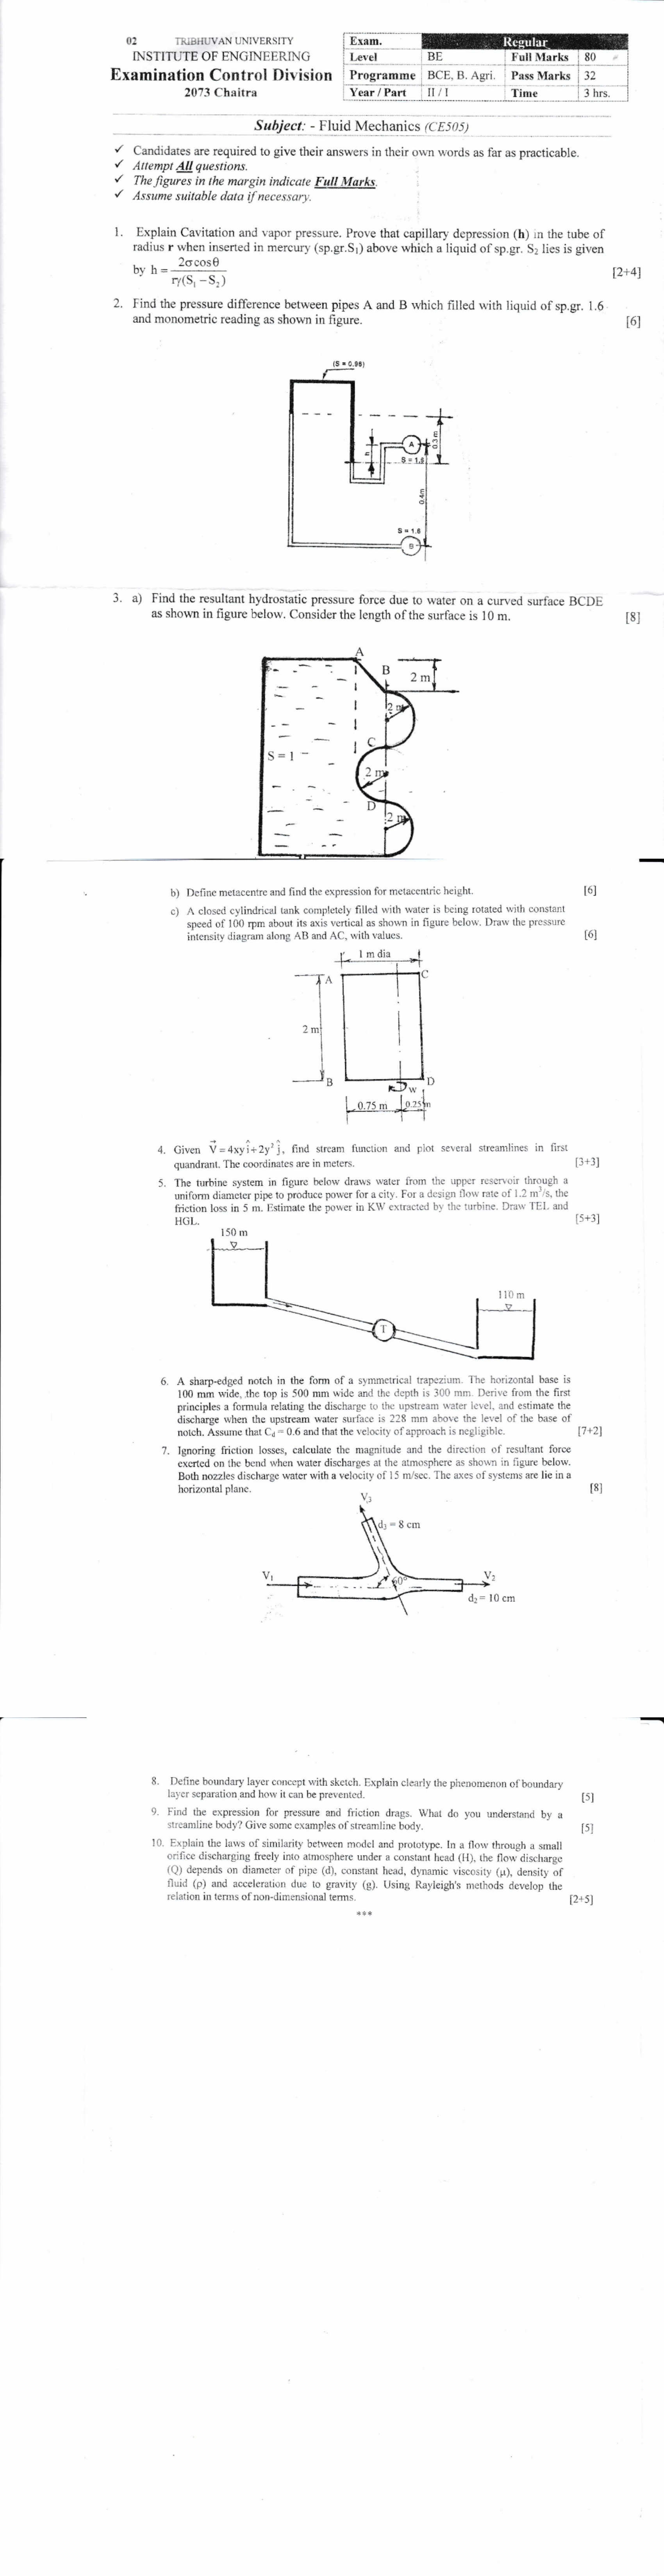 02 TRIBHUVAN UNIVERSITY
INSTITUTE OF ENGINEERING
Examination Control Division
2073 Chaitra
Exam. Regular
Level BE Full Marks 80
Programme BCE, B. Agri. Pass Marks 32
Year / Part II / I Time 3 hrs.
Subject: - Fluid Mechanics (CE505)
✓ Candidates are required to give their answers in their own words as far as practicable.
✓ Attempt All questions.
✓ The figures in the margin indicate Full Marks.
✓ Assume suitable data if necessary.
1. Explain Cavitation and vapor pressure. Prove that capillary depression (h) in the tube of
radius r when inserted in mercury (sp.gr.S₁) above which a liquid of sp.gr. S₂ lies is given
by h = 2σcosθ / rγ(S₁ − S₂) [2+4]
2. Find the pressure difference between pipes A and B which filled with liquid of sp.gr. 1.6
and monometric reading as shown in figure. [6]
(S = 0.96)
A
0.3 m
h
S = 1.6
0.4m
S = 1.6
B
3. a) Find the resultant hydrostatic pressure force due to water on a curved surface BCDE
as shown in figure below. Consider the length of the surface is 10 m. [8]
A
B
2 m
2 m
C
S = 1
2 m
D
2 m
b) Define metacentre and find the expression for metacentric height. [6]
c) A closed cylindrical tank completely filled with water is being rotated with constant
speed of 100 rpm about its axis vertical as shown in figure below. Draw the pressure
intensity diagram along AB and AC, with values. [6]
1 m dia
A C
2 m
B D
w
0.75 m 0.25 m
4. Given V⃗ = 4xy î + 2y² ĵ, find stream function and plot several streamlines in first
quadrant. The coordinates are in meters. [3+3]
5. The turbine system in figure below draws water from the upper reservoir through a
uniform diameter pipe to produce power for a city. For a design flow rate of 1.2 m³/s, the
friction loss in 5 m. Estimate the power in KW extracted by the turbine. Draw TEL and
HGL. [5+3]
150 m
110 m
T
6. A sharp-edged notch in the form of a symmetrical trapezium. The horizontal base is
100 mm wide, the top is 500 mm wide and the depth is 300 mm. Derive from the first
principles a formula relating the discharge to the upstream water level, and estimate the
discharge when the upstream water surface is 228 mm above the level of the base of
notch. Assume that Cd = 0.6 and that the velocity of approach is negligible. [7+2]
7. Ignoring friction losses, calculate the magnitude and the direction of resultant force
exerted on the bend when water discharges at the atmosphere as shown in figure below.
Both nozzles discharge water with a velocity of 15 m/sec. The axes of systems are lie in a
horizontal plane. [8]
V₃
d₃ = 8 cm
V₁
60°
V₂
d₂ = 10 cm
8. Define boundary layer concept with sketch. Explain clearly the phenomenon of boundary
layer separation and how it can be prevented. [5]
9. Find the expression for pressure and friction drags. What do you understand by a
streamline body? Give some examples of streamline body. [5]
10. Explain the laws of similarity between model and prototype. In a flow through a small
orifice discharging freely into atmosphere under a constant head (H), the flow discharge
(Q) depends on diameter of pipe (d), constant head, dynamic viscosity (μ), density of
fluid (ρ) and acceleration due to gravity (g). Using Rayleigh's methods develop the
relation in terms of non-dimensional terms. [2+5]
***